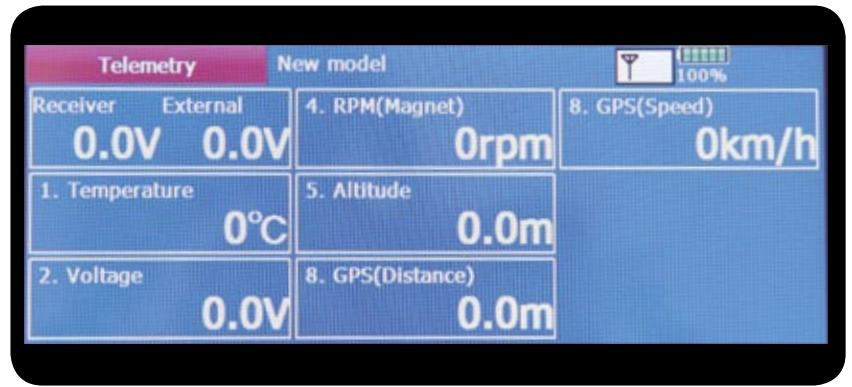 Telemetry New model 100%
Receiver External
0.0V 0.0V
4. RPM(Magnet)
0rpm
8. GPS(Speed)
0km/h
1. Temperature
0°C
5. Altitude
0.0m
2. Voltage
0.0V
8. GPS(Distance)
0.0m